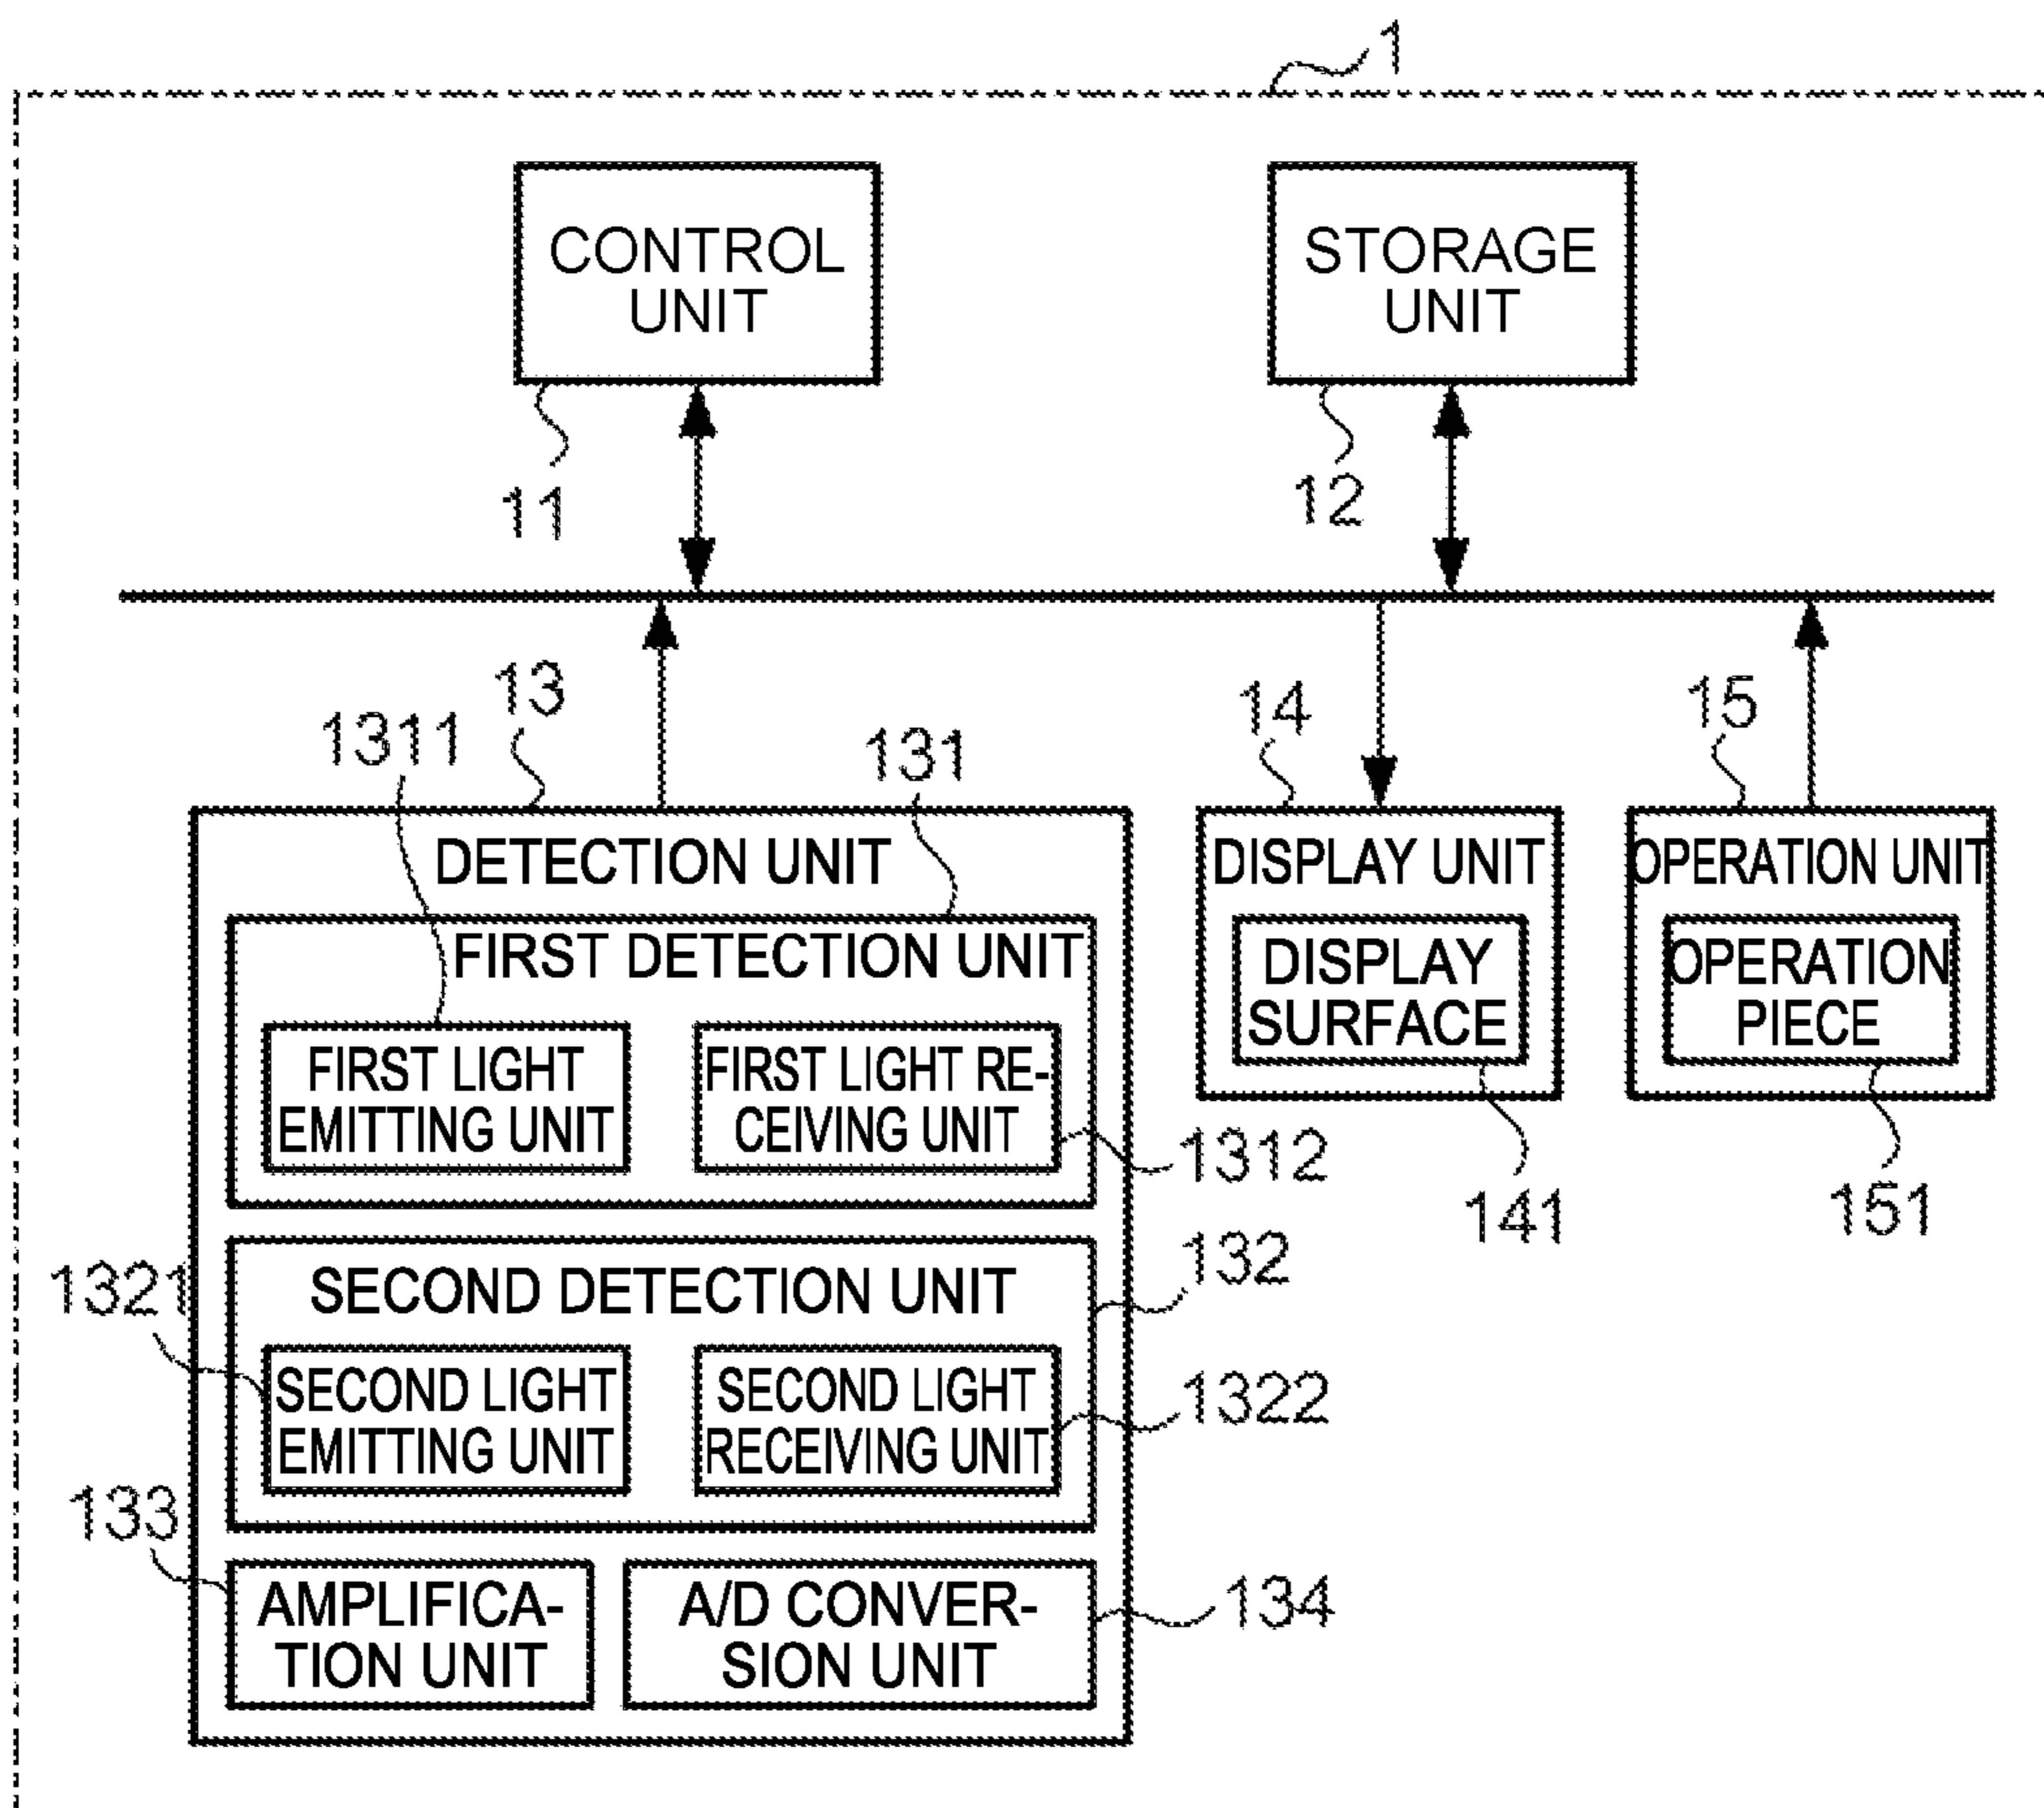 1
CONTROL
UNIT
STORAGE
UNIT
11
12
13
1311
131
14
15
DETECTION UNIT
DISPLAY UNIT
OPERATION UNIT
FIRST DETECTION UNIT
DISPLAY
SURFACE
OPERATION
PIECE
FIRST LIGHT
EMITTING UNIT
FIRST LIGHT RE-
CEIVING UNIT
1312
141
151
132
1321
SECOND DETECTION UNIT
SECOND LIGHT
EMITTING UNIT
SECOND LIGHT
RECEIVING UNIT
1322
133
AMPLIFICA-
TION UNIT
A/D CONVER-
SION UNIT
134